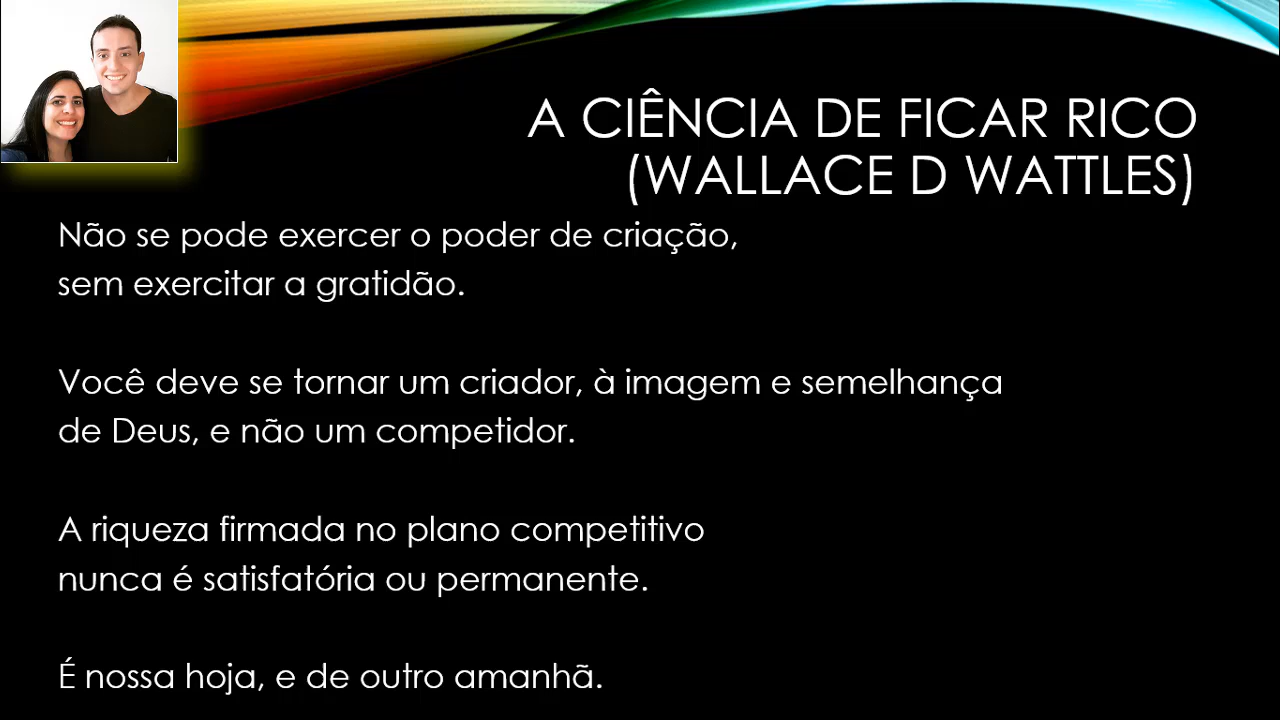 A CIÊNCIA DE FICAR RICO
(WALLACE D WATTLES)
Não se pode exercer o poder de criação,
sem exercitar a gratidão.
Você deve se tornar um criador, à imagem e semelhança
de Deus, e não um competidor.
A riqueza firmada no plano competitivo
nunca é satisfatória ou permanente.
É nossa hoja, e de outro amanhã.